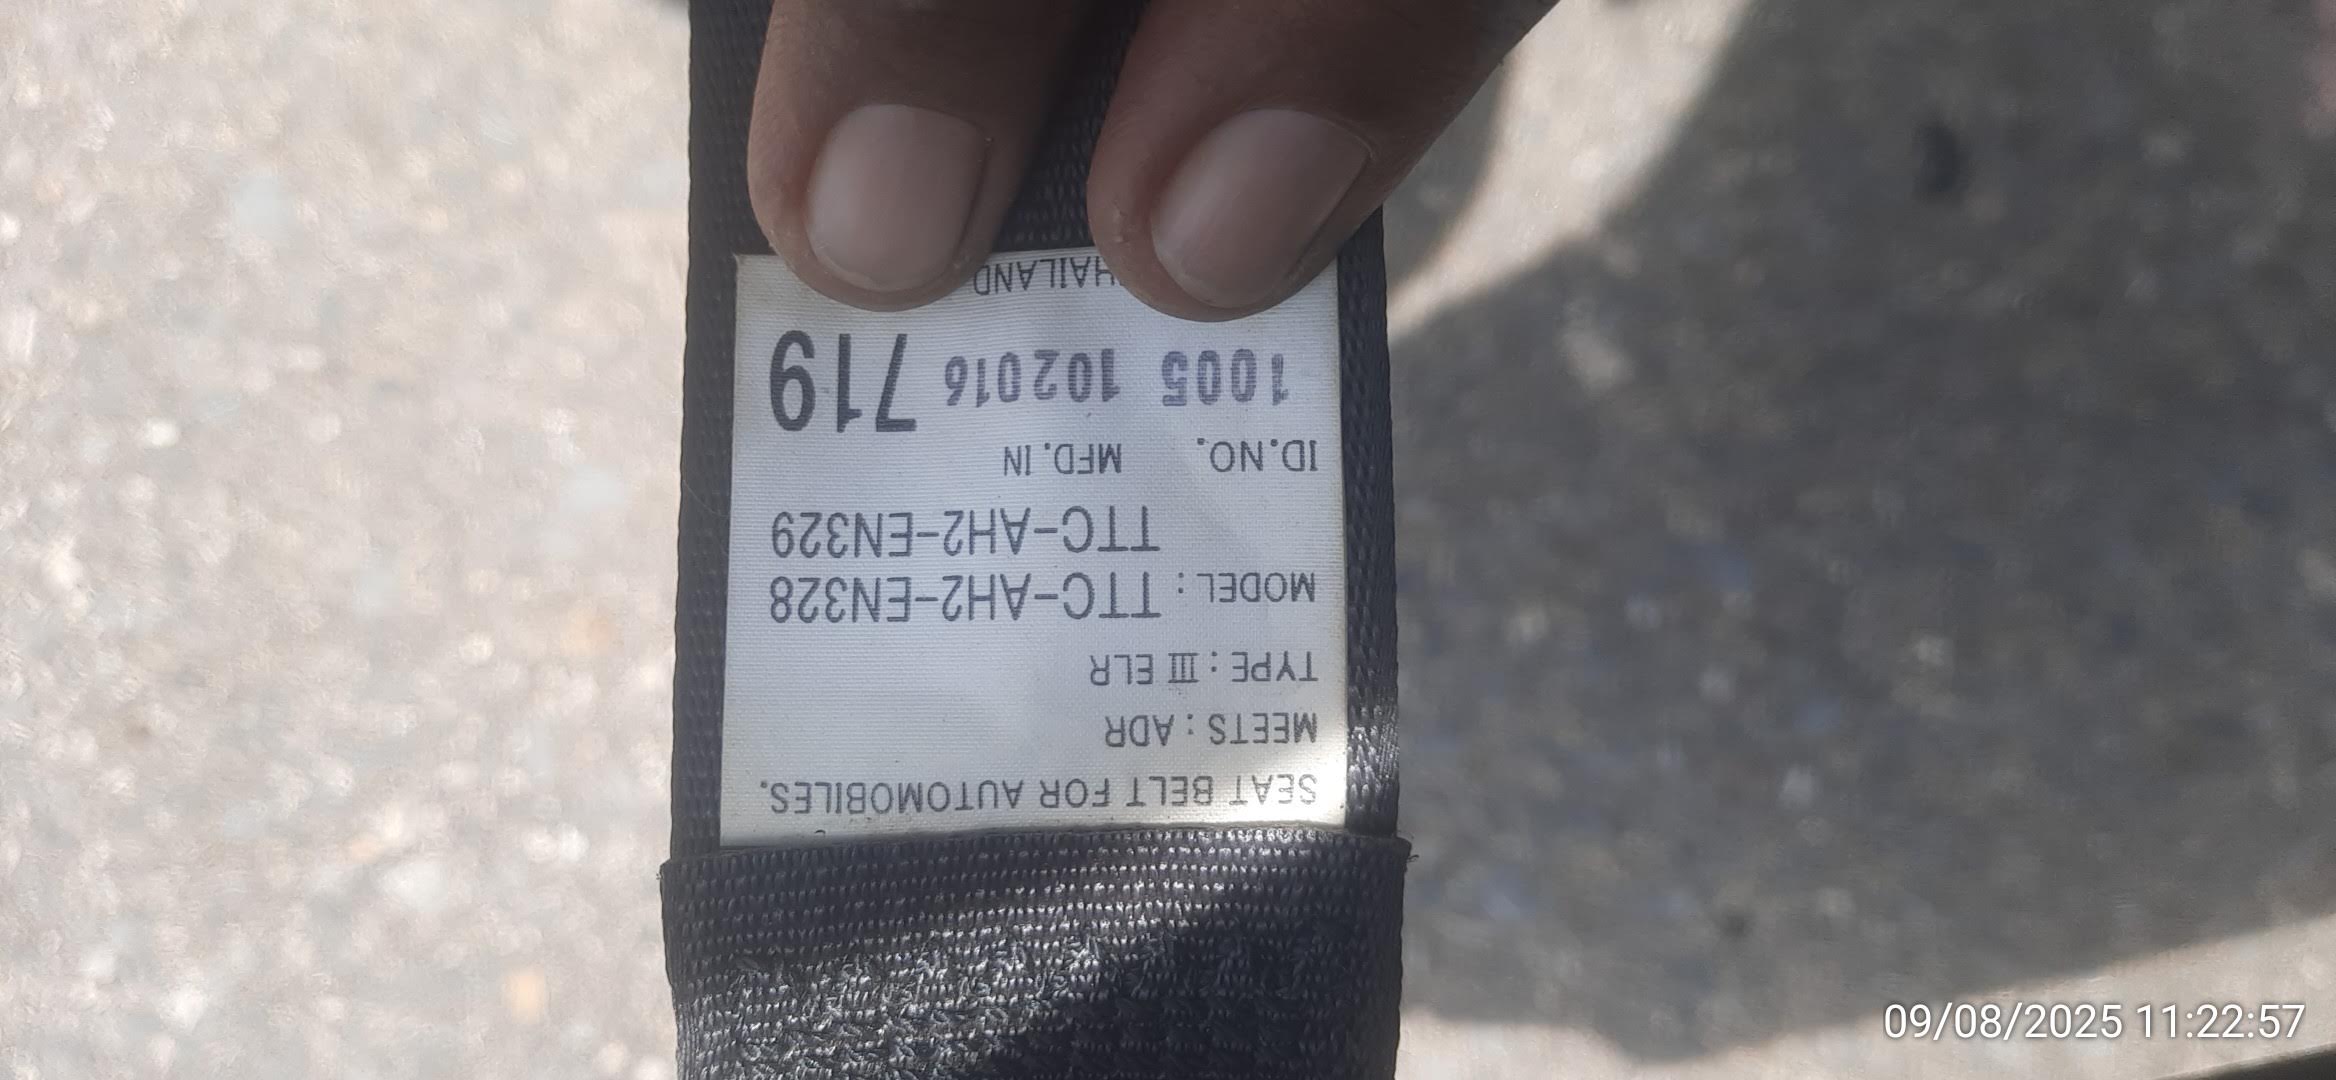 SEAT BELT FOR AUTOMOBILES.
MEETS : ADR
TYPE : III ELR
MODEL : TTC-AH2-EN328
TTC-AH2-EN329
ID.NO. MFD.IN
1005 102016 719
HAILAND
09/08/2025 11:22:57